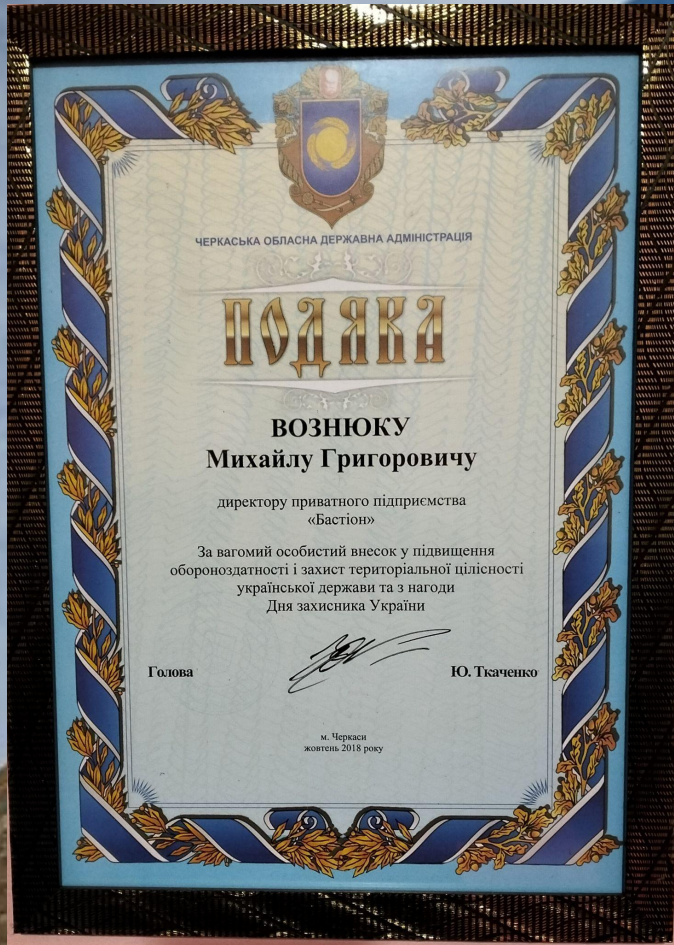 ЧЕРКАСЬКА ОБЛАСНА ДЕРЖАВНА АДМІНІСТРАЦІЯ
ПОДЯКА
ВОЗНЮКУ
Михайлу Григоровичу
директору приватного підприємства
«Бастіон»
За вагомий особистий внесок у підвищення
обороноздатності і захист територіальної цілісності
української держави та з нагоди
Дня захисника України
Голова Ю. Ткаченко
м. Черкаси
жовтень 2018 року